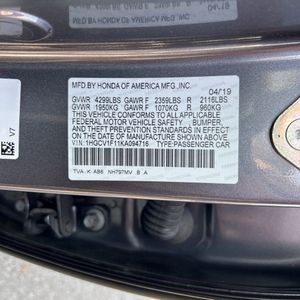 MFD.BY HONDA OF AMERICA MFG.,INC. 04/19
GVWR 4299LBS GAWR F 2359LBS R 2116LBS
GVWR 1950KG GAWR F 1070KG R 960KG
THIS VEHICLE CONFORMS TO ALL APPLICABLE
FEDERAL MOTOR VEHICLE SAFETY, BUMPER,
AND THEFT PREVENTION STANDARDS IN EFFECT
ON THE DATE OF MANUFACTURE SHOWN ABOVE.
V.I.N.:1HGCV1F11KA094716 TYPE:PASSENGER CAR
TVA K AB6 NH797MV B A
V7